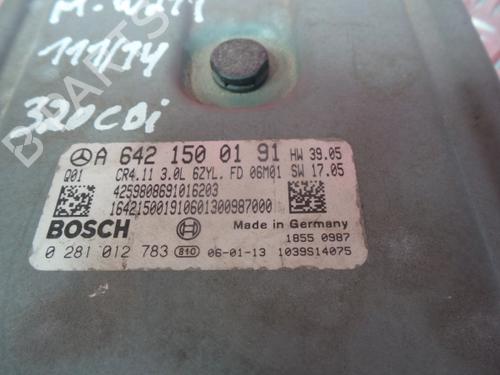 M. W211
111/14
320CDi
A 642 150 01 91 HW 39.05
Q01 CR4.11 3.0L 6ZYL. FD 06M01 SW 17.05
4259808691016203
164215001910601300987000
BOSCH Made in Germany
1855 0987
0 281 012 783 810 06-01-13 1039S14075
B-PARTS